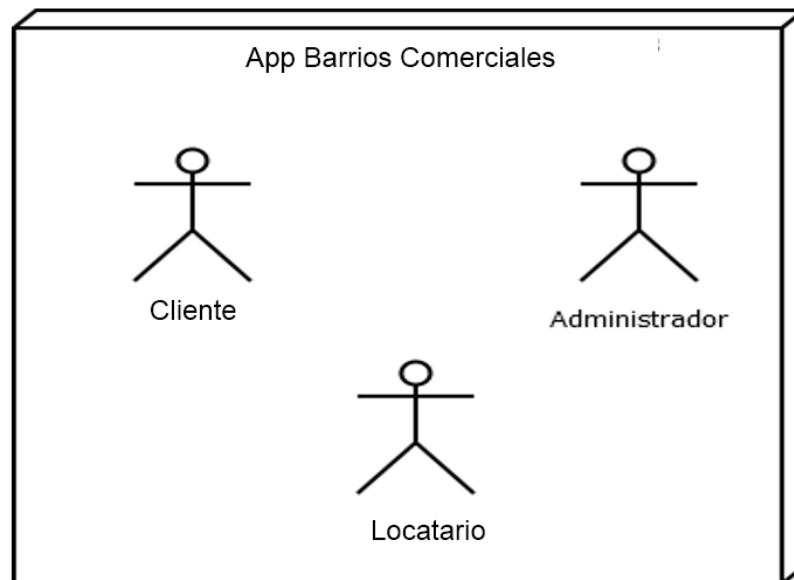 App Barrios Comerciales
Cliente
Administrador
Locatario